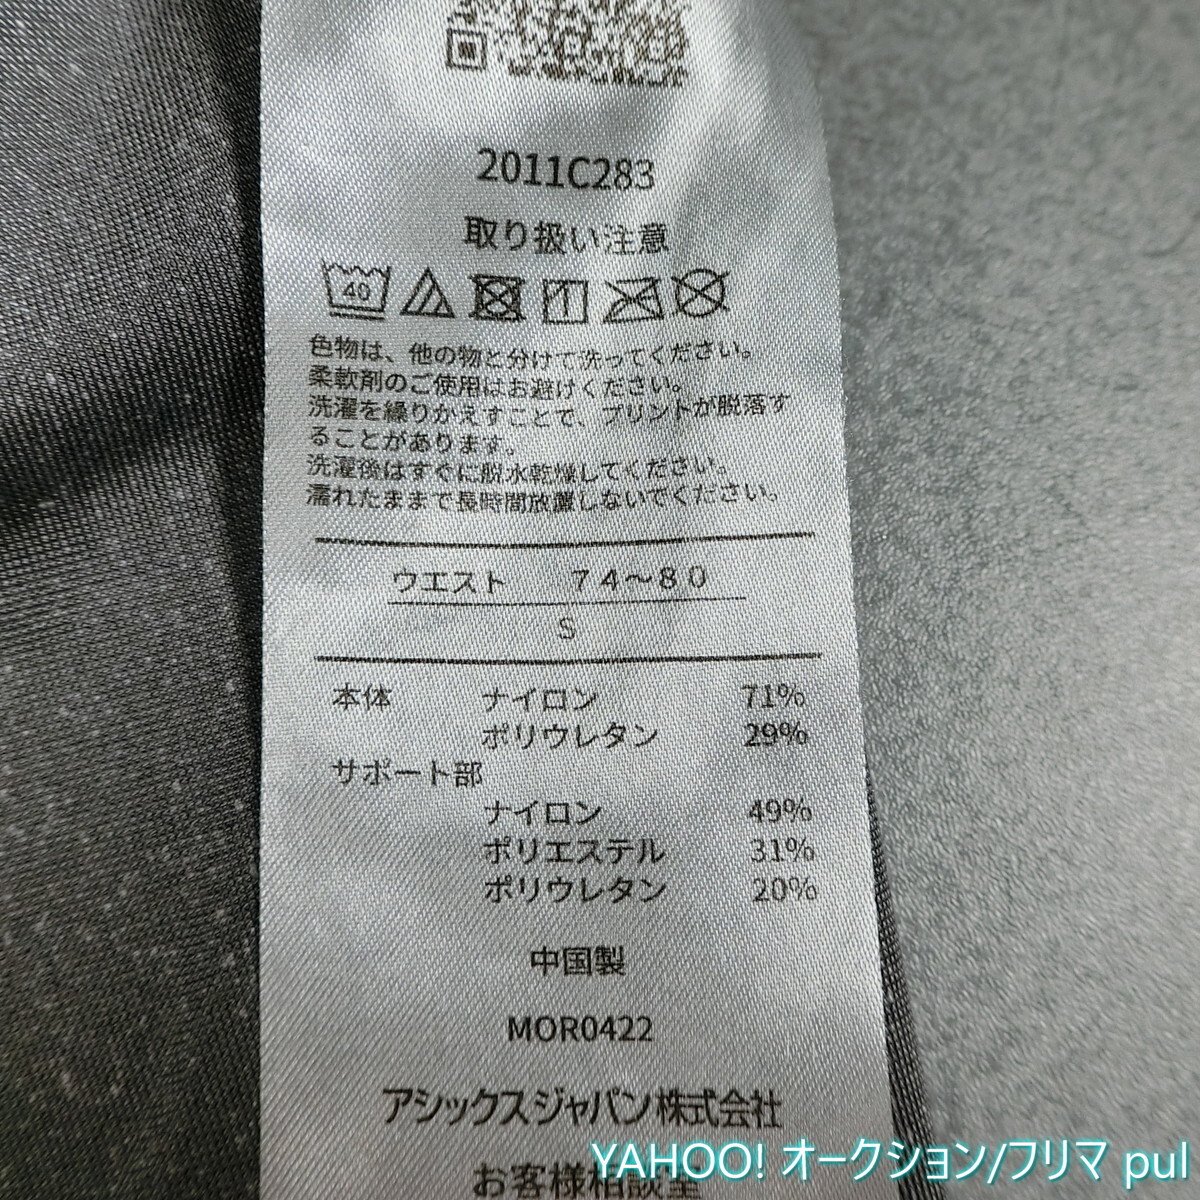 2011C283
取り扱い注意
40
色物は、他の物と分けて洗ってください。
柔軟剤のご使用はお避けください。
洗濯を繰りかえすことで、プリントが脱落す
ることがあります。
洗濯後はすぐに脱水乾燥してください。
濡れたままで長時間放置しないでください。
ウエスト 74～80
S
本体 ナイロン 71%
ポリウレタン 29%
サポート部
ナイロン 49%
ポリエステル 31%
ポリウレタン 20%
中国製
MOR0422
アシックスジャパン株式会社
お客様相談室
YAHOO! オークション/フリマ pul